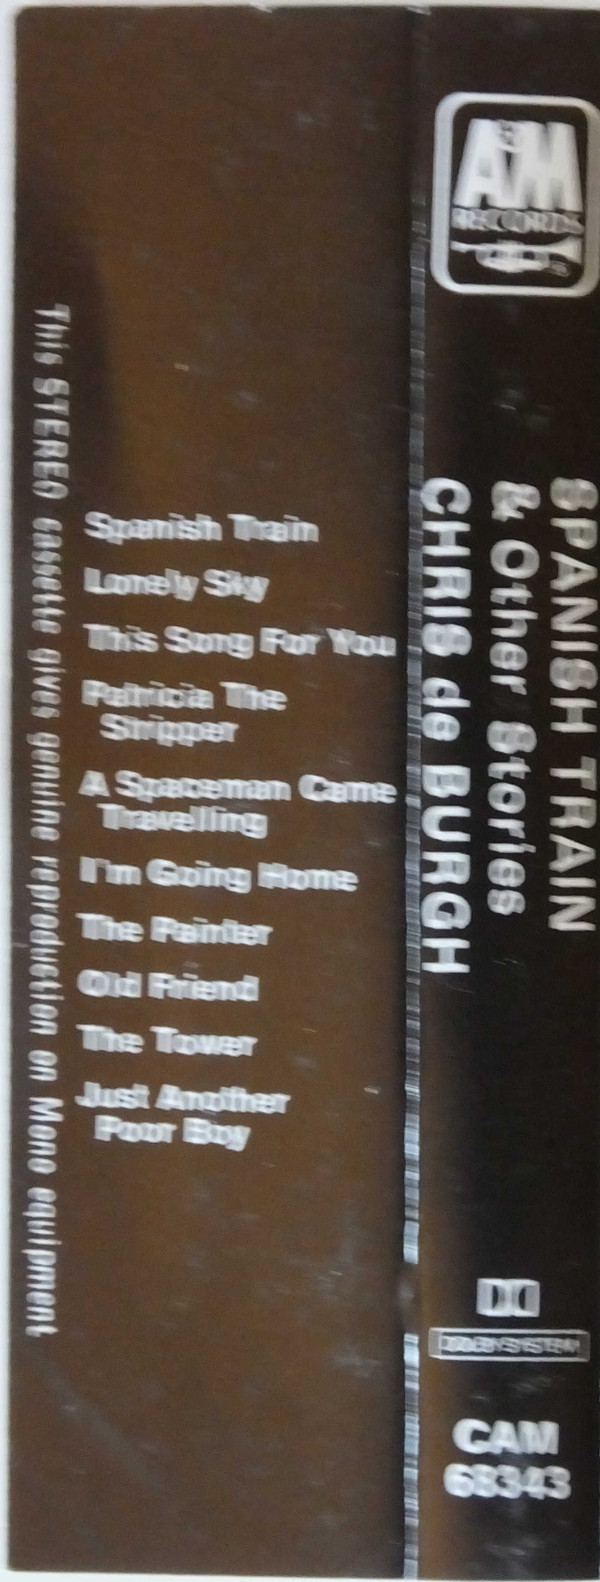 This STEREO cassette gives genuine reproduction on Mono equipment
Spanish Train
Lonely Sky
This Song For You
Patricia The
Stripper
A Spaceman Came
Travelling
I'm Going Home
The Painter
Old Friend
The Tower
Just Another
Poor Boy
A&M
RECORDS
®
SPANISH TRAIN
& Other Stories
CHRIS de BURGH
DOLBY SYSTEM
CAM
68343